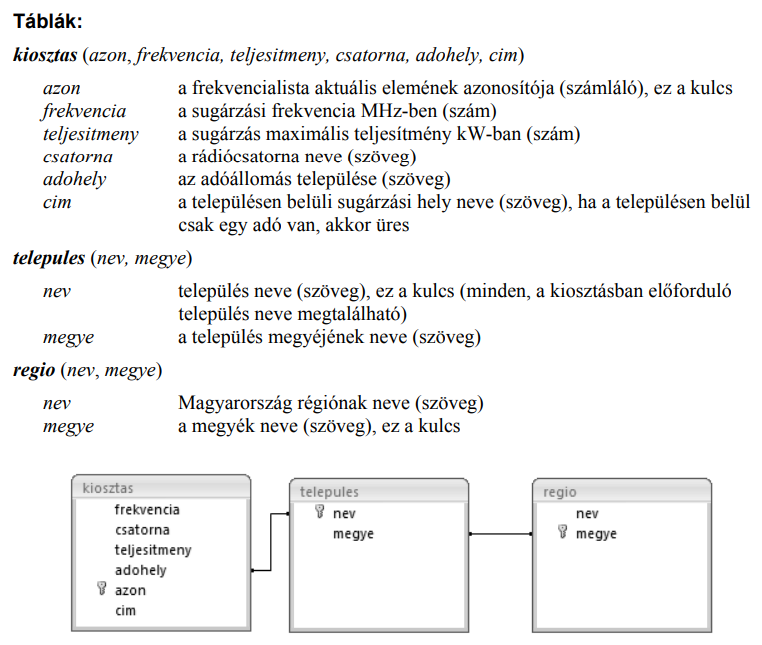 Táblák:
kiosztas (azon, frekvencia, teljesitmeny, csatorna, adohely, cim)
azon a frekvencialista aktuális elemének azonosítója (számláló), ez a kulcs
frekvencia a sugárzási frekvencia MHz-ben (szám)
teljesitmeny a sugárzás maximális teljesítmény kW-ban (szám)
csatorna a rádiócsatorna neve (szöveg)
adohely az adóállomás települése (szöveg)
cim a településen belüli sugárzási hely neve (szöveg), ha a településen belül
csak egy adó van, akkor üres
telepules (nev, megye)
nev település neve (szöveg), ez a kulcs (minden, a kiosztásban előforduló
település neve megtalálható)
megye a település megyéjének neve (szöveg)
regio (nev, megye)
nev Magyarország régiónak neve (szöveg)
megye a megyék neve (szöveg), ez a kulcs
kiosztas
frekvencia
csatorna
teljesitmeny
adohely
azon
cim
telepules
nev
megye
regio
nev
megye